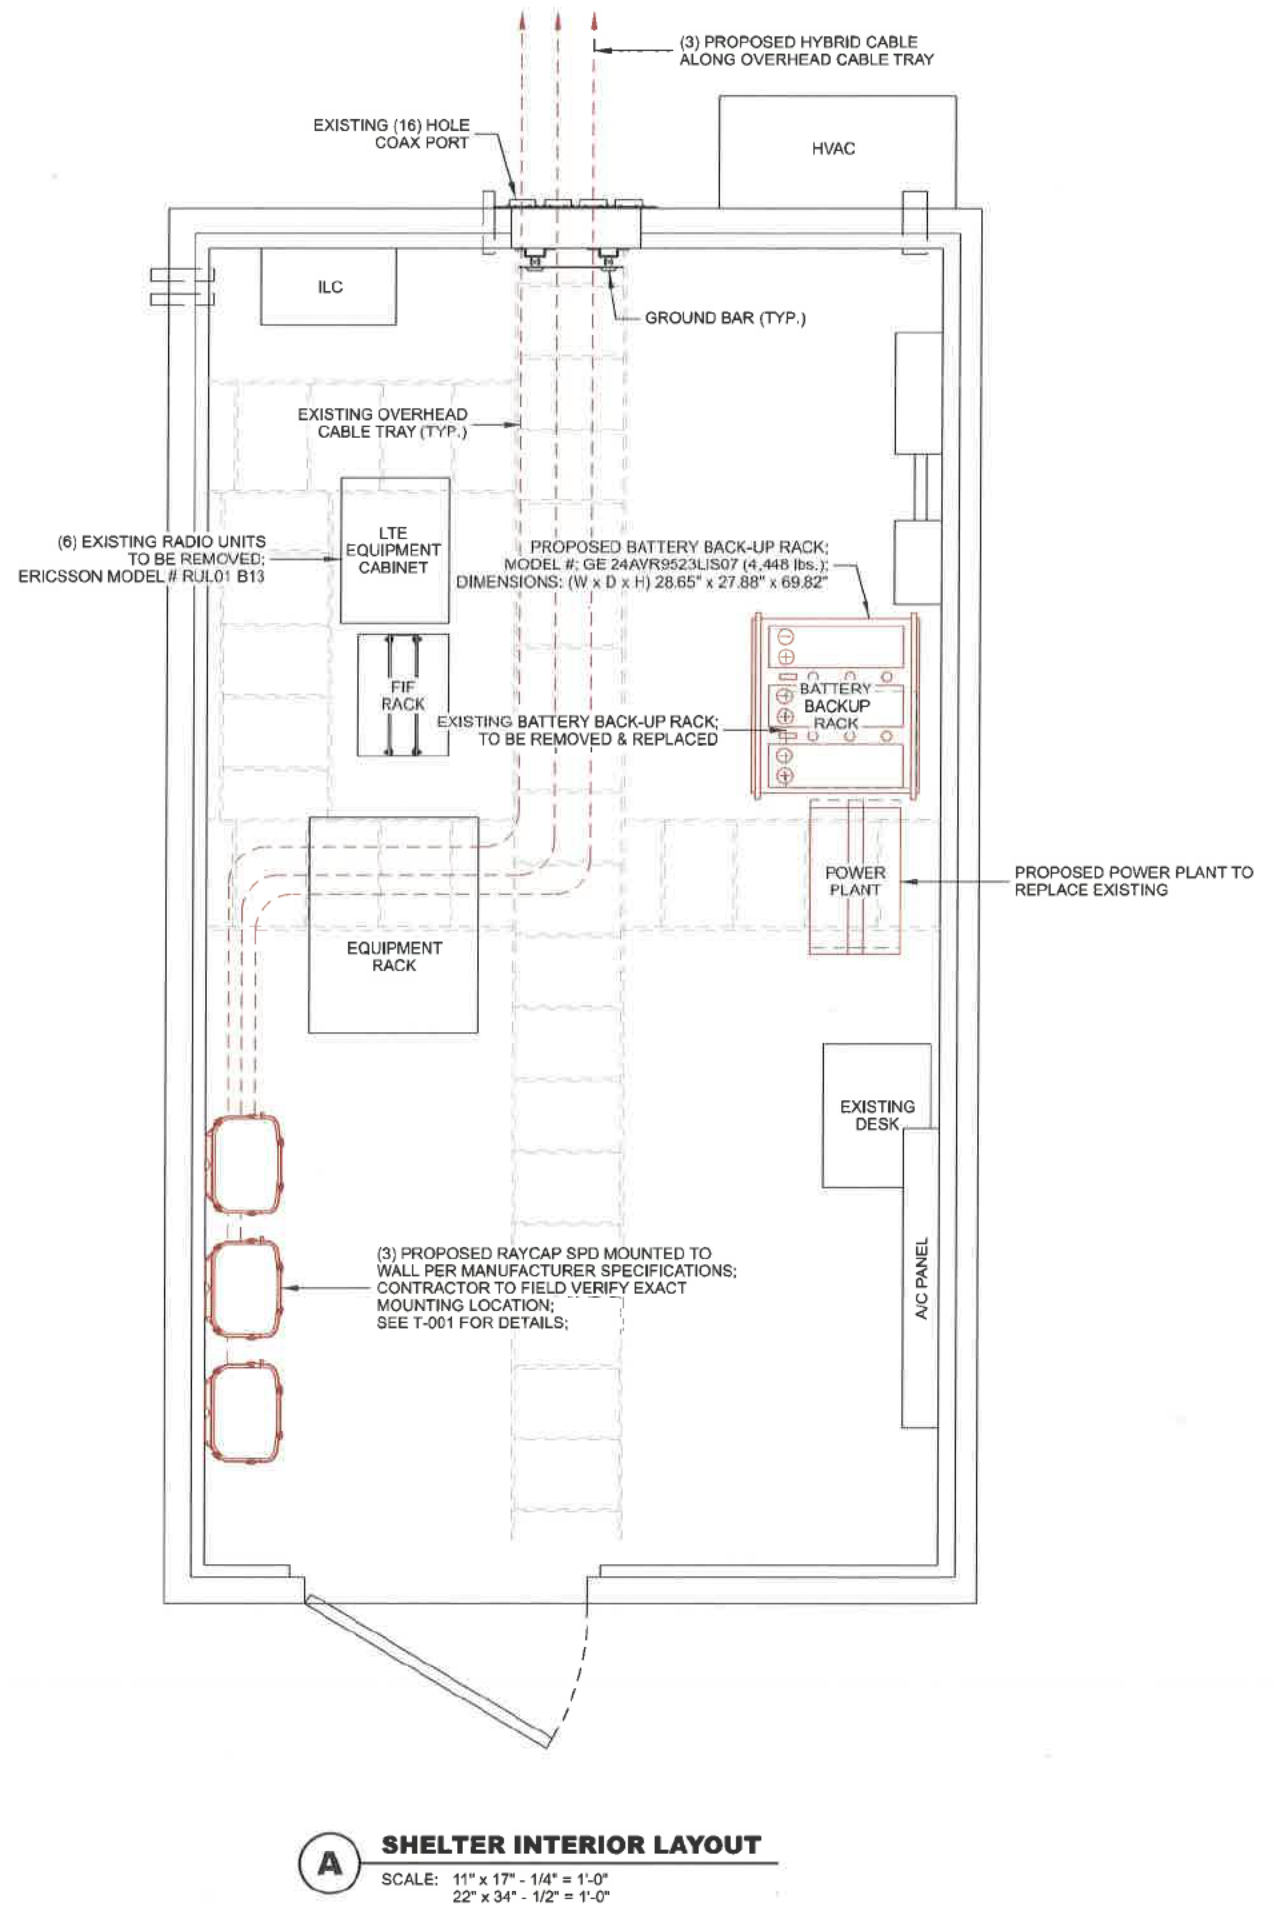 (3) PROPOSED HYBRID CABLE
ALONG OVERHEAD CABLE TRAY
EXISTING (16) HOLE
COAX PORT
HVAC
ILC
GROUND BAR (TYP.)
EXISTING OVERHEAD
CABLE TRAY (TYP.)
(6) EXISTING RADIO UNITS
TO BE REMOVED;
ERICSSON MODEL # RUL01 B13
LTE
EQUIPMENT
CABINET
PROPOSED BATTERY BACK-UP RACK;
MODEL #: GE 24AVR9523LIS07 (4,448 lbs.);
DIMENSIONS: (W x D x H) 28.65" x 27.88" x 69.82"
FIF
RACK
BATTERY
BACKUP
RACK
EXISTING BATTERY BACK-UP RACK;
TO BE REMOVED & REPLACED
POWER
PLANT
PROPOSED POWER PLANT TO
REPLACE EXISTING
EQUIPMENT
RACK
EXISTING
DESK
A/C PANEL
(3) PROPOSED RAYCAP SPD MOUNTED TO
WALL PER MANUFACTURER SPECIFICATIONS;
CONTRACTOR TO FIELD VERIFY EXACT
MOUNTING LOCATION;
SEE T-001 FOR DETAILS;
A
SHELTER INTERIOR LAYOUT
SCALE: 11" x 17" - 1/4" = 1'-0"
22" x 34" - 1/2" = 1'-0"